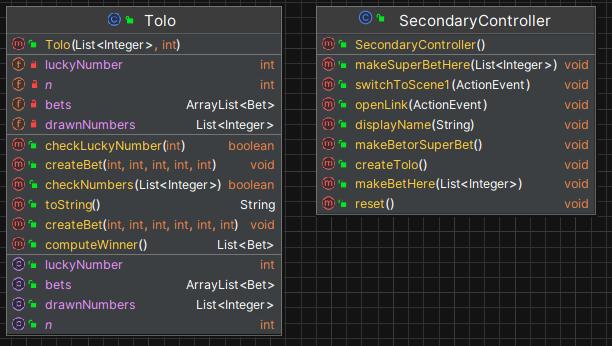 Tolo
Tolo(List<Integer>, int)
luckyNumber int
n int
bets ArrayList<Bet>
drawnNumbers List<Integer>
checkLuckyNumber(int) boolean
createBet(int, int, int, int, int) void
checkNumbers(List<Integer>) boolean
toString() String
createBet(int, int, int, int, int, int) void
computeWinner() List<Bet>
luckyNumber int
bets ArrayList<Bet>
drawnNumbers List<Integer>
n int
SecondaryController
SecondaryController()
makeSuperBetHere(List<Integer>) void
switchToScene1(ActionEvent) void
openLink(ActionEvent) void
displayName(String) void
makeBetorSuperBet() void
createTolo() void
makeBetHere(List<Integer>) void
reset() void